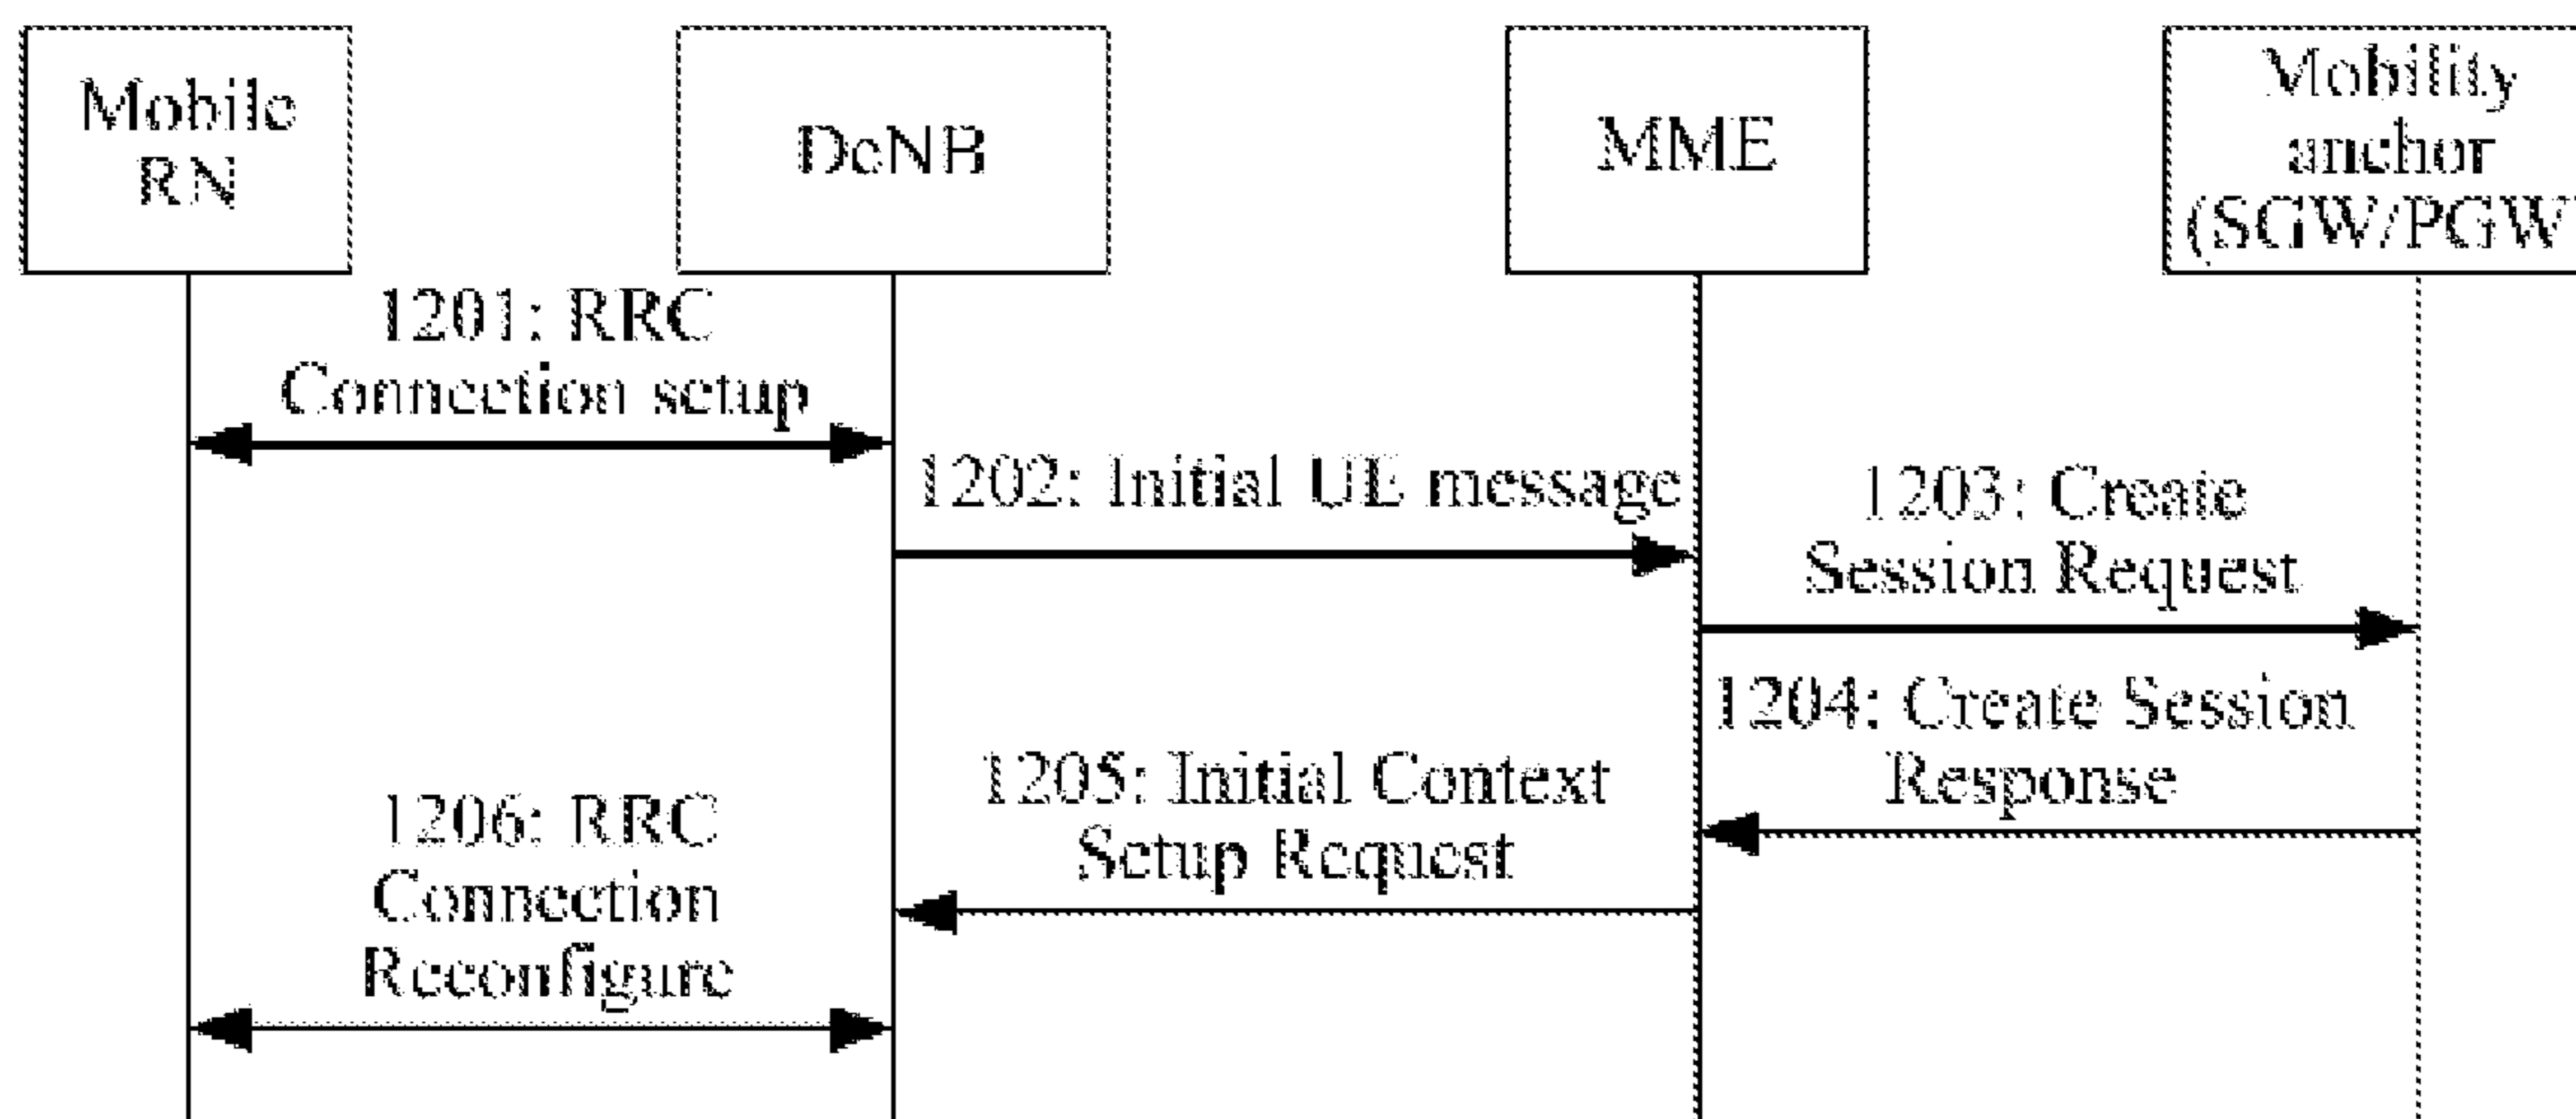 Mobile
RN
DeNB
MME
Mobility
anchor
(SGW/PGW
1201: RRC
Connection setup
1202: Initial UE message
1203: Create
Session Request
1204: Create Session
Response
1205: Initial Context
Setup Request
1206: RRC
Connection
Reconfigure